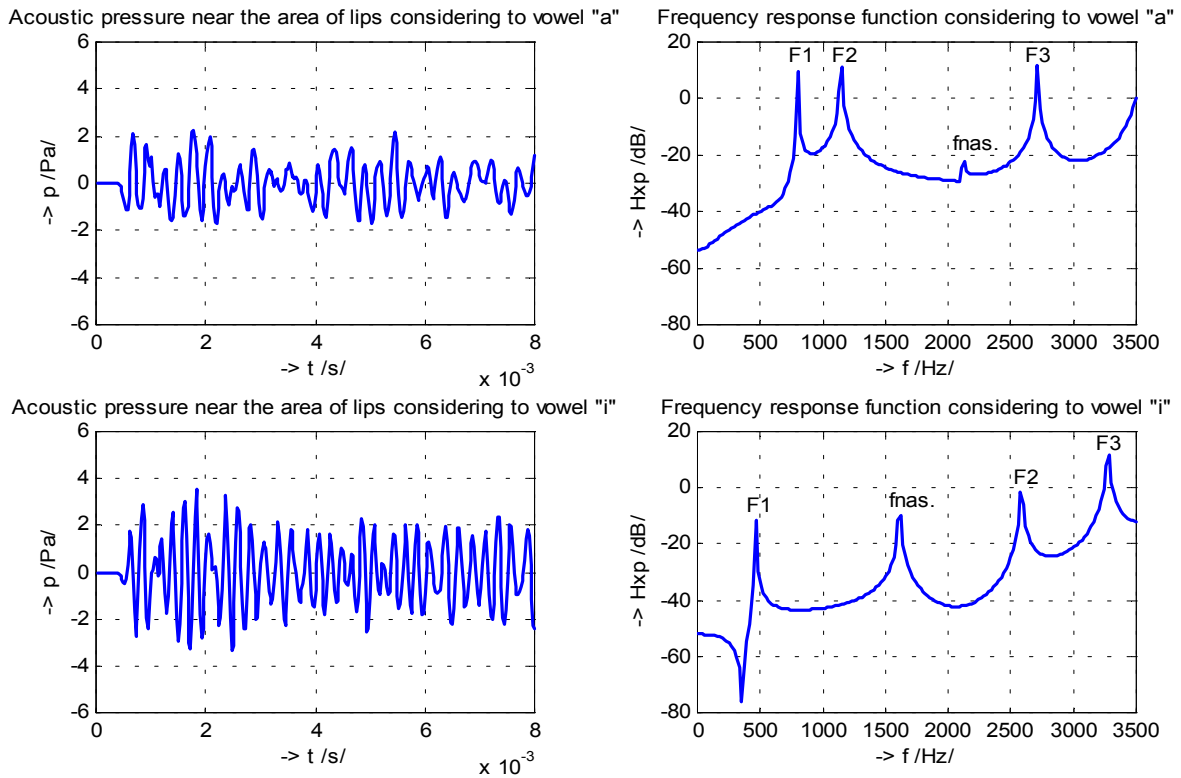 Acoustic pressure near the area of lips considering to vowel "a"
6
4
2
0
-2
-4
-6
-> p /Pa/
0 2 4 6 8
-> t /s/
x 10-3
Frequency response function considering to vowel "a"
20
0
-20
-40
-60
-80
-> Hxp /dB/
F1 F2 F3
fnas.
0 500 1000 1500 2000 2500 3000 3500
-> f /Hz/
Acoustic pressure near the area of lips considering to vowel "i"
6
4
2
0
-2
-4
-6
-> p /Pa/
0 2 4 6 8
-> t /s/
x 10-3
Frequency response function considering to vowel "i"
20
0
-20
-40
-60
-80
-> Hxp /dB/
F3
F2
fnas.
F1
0 500 1000 1500 2000 2500 3000 3500
-> f /Hz/